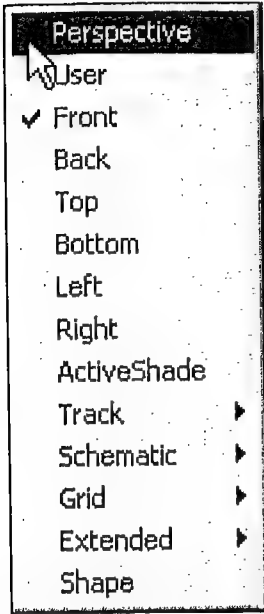 Perspective
User
Front
Back
Top
Bottom
Left
Right
ActiveShade
Track
Schematic
Grid
Extended
Shape